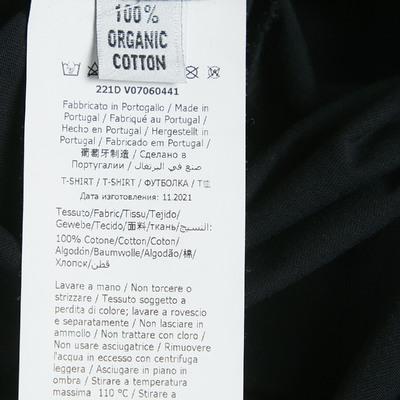 100%
ORGANIC
COTTON
221D V07060441
Fabbricato in Portogallo / Made in
Portugal / Fabriqué au Portugal /
Hecho en Portugal / Hergestellt in
Portugal / Fabricado em Portugal /
葡萄牙制造 / Сделано в
Португалии / صنع في البرتغال
T-SHIRT / T-SHIRT / ФУТБОЛКА / T恤
Дата изготовления: 11.2021
Tessuto/Fabric/Tissu/Tejido/
Gewebe/Tecido/面料/ткань/النسيج:
100% Cotone/Cotton/Coton/
Algodón/Baumwolle/Algodão/棉/
Хлопок/قطن
Lavare a mano / Non torcere o
strizzare / Tessuto soggetto a
perdita di colore; lavare a rovescio
e separatamente / Non lasciare in
ammollo / Non trattare con cloro /
Non usare asciugatrice / Rimuovere
l'acqua in eccesso con centrifuga
leggera / Asciugare in piano in
ombra / Stirare a temperatura
massima 110 °C / Stirare a